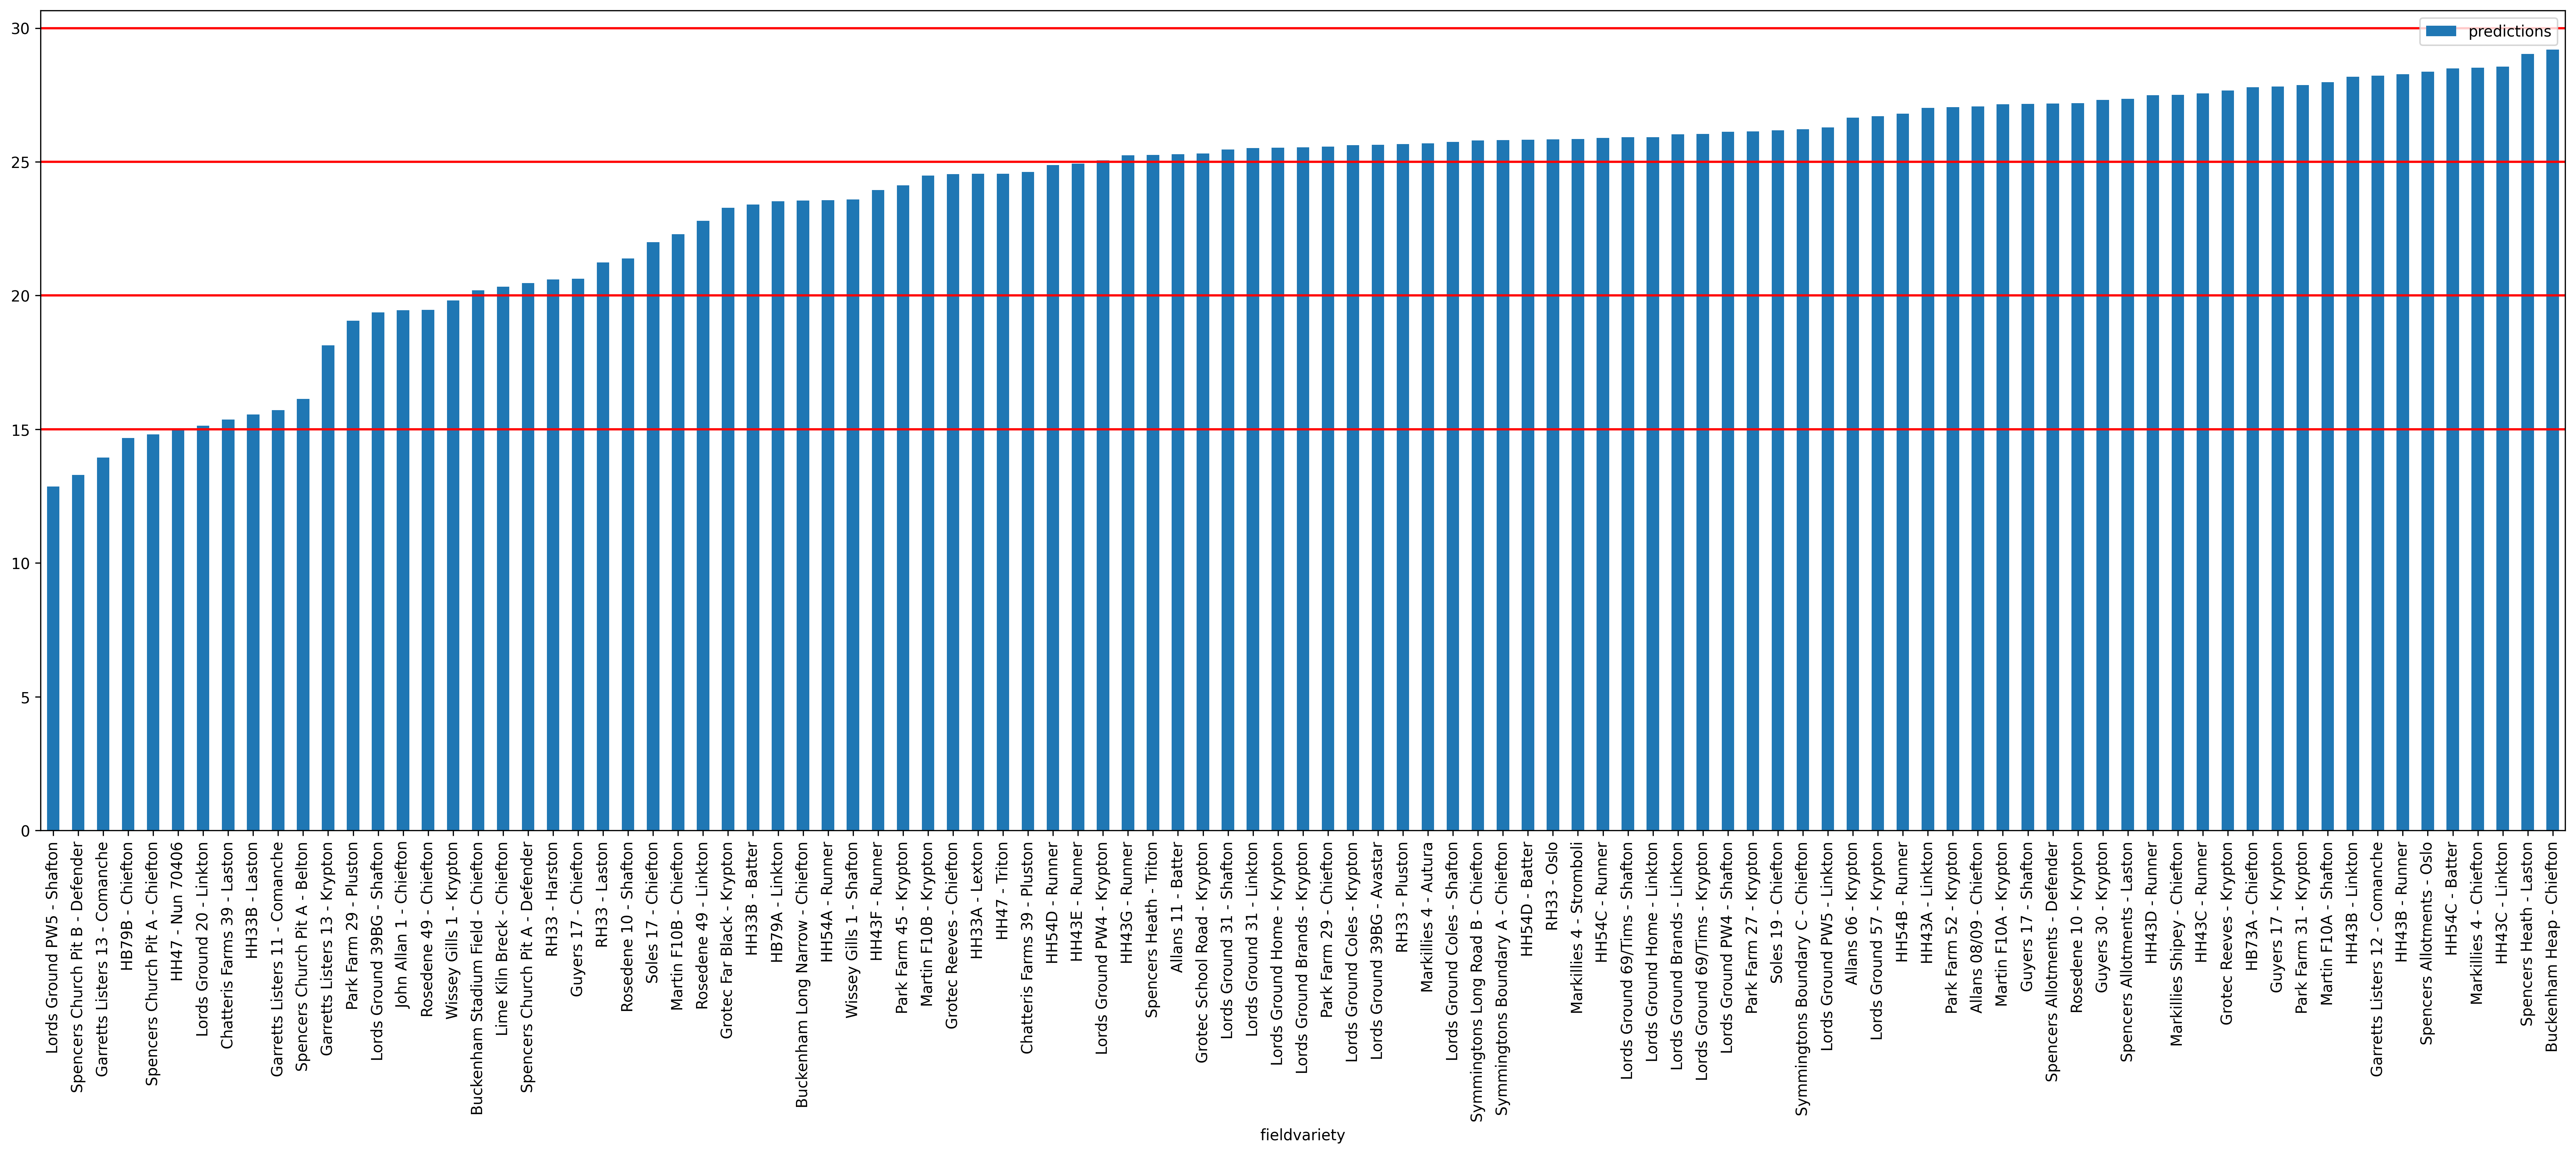 30
25
20
15
10
5
0
predictions
Lords Ground PW5 - Shafton
Spencers Church Pit B - Defender
Garretts Listers 13 - Comanche
HB79B - Chiefton
Spencers Church Pit A - Chiefton
HH47 - Nun 70406
Lords Ground 20 - Linkton
Chatteris Farms 39 - Laston
HH33B - Laston
Garretts Listers 11 - Comanche
Spencers Church Pit A - Belton
Garretts Listers 13 - Krypton
Park Farm 29 - Pluston
Lords Ground 39BG - Shafton
John Allan 1 - Chiefton
Rosedene 49 - Chiefton
Wissey Gills 1 - Krypton
Buckenham Stadium Field - Chiefton
Lime Kiln Breck - Chiefton
Spencers Church Pit A - Defender
RH33 - Harston
Guyers 17 - Chiefton
RH33 - Laston
Rosedene 10 - Shafton
Soles 17 - Chiefton
Martin F10B - Chiefton
Rosedene 49 - Linkton
Grotec Far Black - Krypton
HH33B - Batter
HB79A - Linkton
Buckenham Long Narrow - Chiefton
HH54A - Runner
Wissey Gills 1 - Shafton
HH43F - Runner
Park Farm 45 - Krypton
Martin F10B - Krypton
Grotec Reeves - Chiefton
HH33A - Lexton
HH47 - Triton
Chatteris Farms 39 - Pluston
HH54D - Runner
HH43E - Runner
Lords Ground PW4 - Krypton
HH43G - Runner
Spencers Heath - Triton
Allans 11 - Batter
Grotec School Road - Krypton
Lords Ground 31 - Shafton
Lords Ground 31 - Linkton
Lords Ground Home - Krypton
Lords Ground Brands - Krypton
Park Farm 29 - Chiefton
Lords Ground Coles - Krypton
Lords Ground 39BG - Avastar
RH33 - Pluston
Markillies 4 - Autura
Lords Ground Coles - Shafton
Symmingtons Long Road B - Chiefton
Symmingtons Boundary A - Chiefton
HH54D - Batter
RH33 - Oslo
Markillies 4 - Stromboli
HH54C - Runner
Lords Ground 69/Tims - Shafton
Lords Ground Home - Linkton
Lords Ground Brands - Linkton
Lords Ground 69/Tims - Krypton
Lords Ground PW4 - Shafton
Park Farm 27 - Krypton
Soles 19 - Chiefton
Symmingtons Boundary C - Chiefton
Lords Ground PW5 - Linkton
Allans 06 - Krypton
Lords Ground 57 - Krypton
HH54B - Runner
HH43A - Linkton
Park Farm 52 - Krypton
Allans 08/09 - Krypton
Martin F10A - Krypton
Guyers 17 - Shafton
Spencers Allotments - Defender
Rosedene 10 - Krypton
Guyers 30 - Krypton
Spencers Allotments - Laston
HH43D - Runner
Markillies Shipey - Chiefton
HH43C - Runner
Grotec Reeves - Krypton
HB73A - Chiefton
Guyers 17 - Krypton
Park Farm 31 - Krypton
Martin F10A - Shafton
HH43B - Linkton
Garretts Listers 12 - Comanche
HH43B - Runner
Spencers Allotments - Oslo
HH54C - Batter
Markillies 4 - Chiefton
HH43C - Linkton
Spencers Heath - Laston
Buckenham Heap - Chiefton
fieldvariety